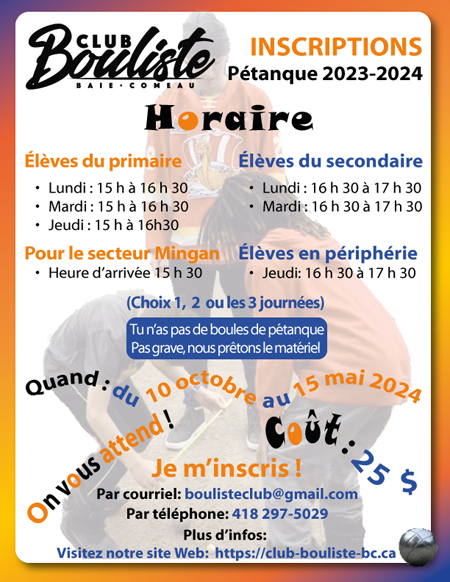 CLUB
Bouliste
BAIE-COMEAU
INSCRIPTIONS
Pétanque 2023-2024
Horaire
Élèves du primaire
• Lundi : 15 h à 16 h 30
• Mardi : 15 h à 16 h 30
• Jeudi : 15 h à 16h30
Élèves du secondaire
• Lundi : 16 h 30 à 17 h 30
• Mardi : 16 h 30 à 17 h 30
Pour le secteur Mingan
• Heure d'arrivée 15 h 30
Élèves en périphérie
• Jeudi: 16 h 30 à 17 h 30
(Choix 1, 2 ou les 3 journées)
Tu n'as pas de boules de pétanque
Pas grave, nous prêtons le matériel
Quand : du 10 octobre au 15 mai 2024
On vous attend !
Coût : 25 $
Je m'inscris !
Par courriel: boulisteclub@gmail.com
Par téléphone: 418 297-5029
Plus d'infos:
Visitez notre site Web: https://club-bouliste-bc.ca